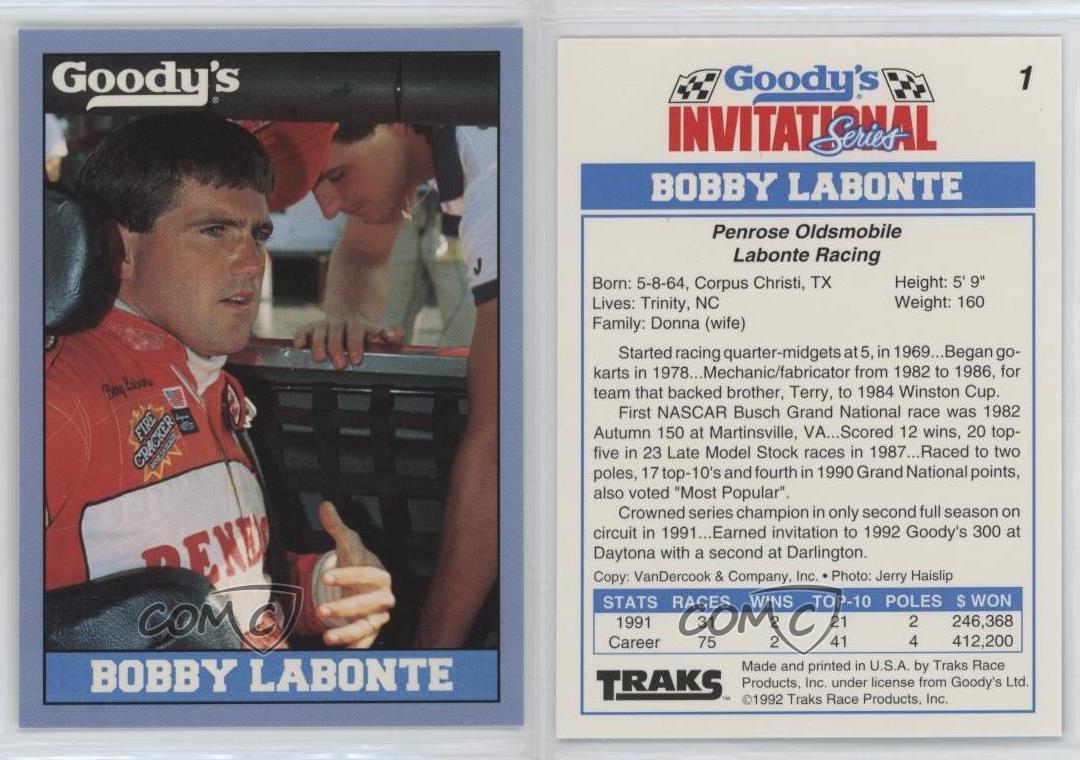 Goody's®
Bobby Labonte
FIRE
CRACKER
J
COMC
BOBBY LABONTE
1
Goody's®
INVITATIONAL
Series
BOBBY LABONTE
Penrose Oldsmobile
Labonte Racing
Born: 5-8-64, Corpus Christi, TX Height: 5' 9"
Lives: Trinity, NC Weight: 160
Family: Donna (wife)
Started racing quarter-midgets at 5, in 1969...Began go-
karts in 1978...Mechanic/fabricator from 1982 to 1986, for
team that backed brother, Terry, to 1984 Winston Cup.
First NASCAR Busch Grand National race was 1982
Autumn 150 at Martinsville, VA...Scored 12 wins, 20 top-
five in 23 Late Model Stock races in 1987...Raced to two
poles, 17 top-10's and fourth in 1990 Grand National points,
also voted "Most Popular".
Crowned series champion in only second full season on
circuit in 1991...Earned invitation to 1992 Goody's 300 at
Daytona with a second at Darlington.
Copy: VanDercook & Company, Inc. • Photo: Jerry Haislip
STATS RACES WINS TOP-10 POLES $ WON
1991 31 2 21 2 246,368
Career 75 2 41 4 412,200
COMC
TRAKS™
Made and printed in U.S.A. by Traks Race
Products, Inc. under license from Goody's Ltd.
©1992 Traks Race Products, Inc.